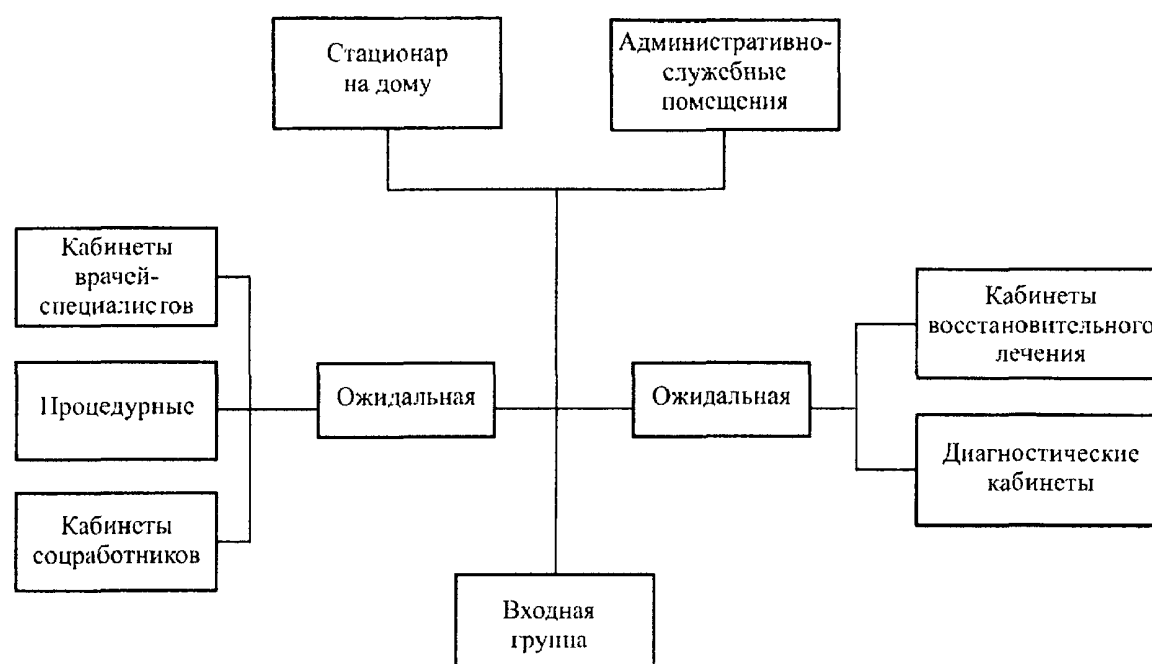 Стационар
на дому
Административно-
служебные
помещения
Кабинеты
врачей-
специалистов
Процедурные
Кабинеты
соцработников
Ожидальная
Ожидальная
Кабинеты
восстановительного
лечения
Диагностические
кабинеты
Входная
группа